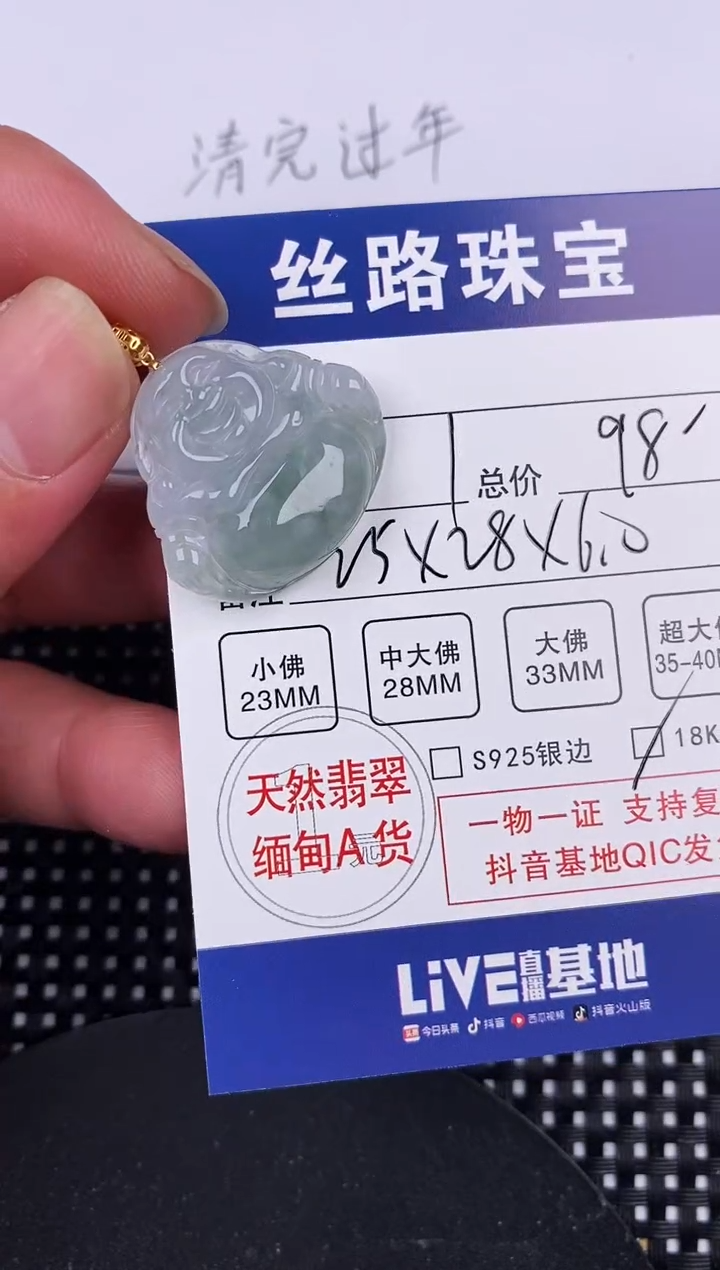 清完过年
丝路珠宝
总价 98
25X28X6.0
小佛
23MM
中大佛
28MM
大佛
33MM
超大
35-40
S925银边
18K
天然翡翠
缅甸A货
一物一证 支持复
抖音基地QIC发
LiVE直播基地
今日头条 抖音 西瓜视频 抖音火山版